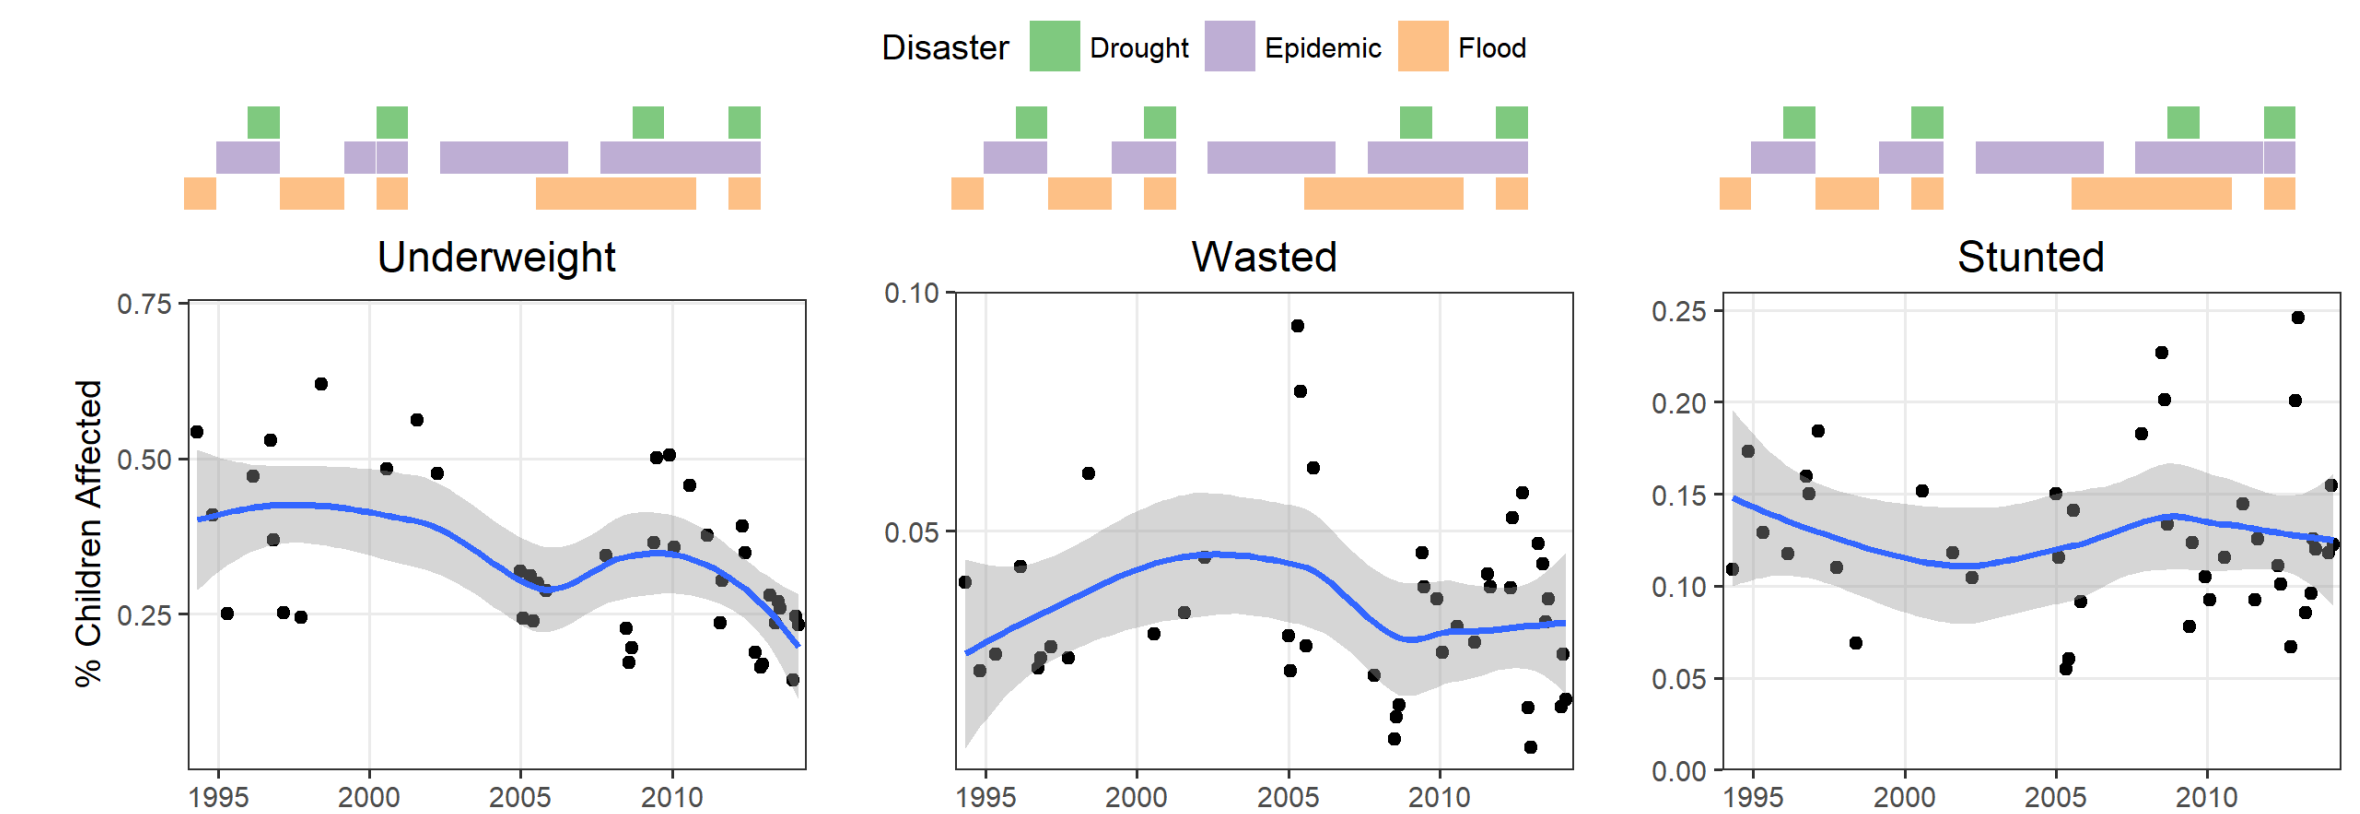 Disaster Drought Epidemic Flood
Underweight Wasted Stunted
% Children Affected
0.75
0.50
0.25
1995 2000 2005 2010
0.10
0.05
1995 2000 2005 2010
0.25
0.20
0.15
0.10
0.05
0.00
1995 2000 2005 2010